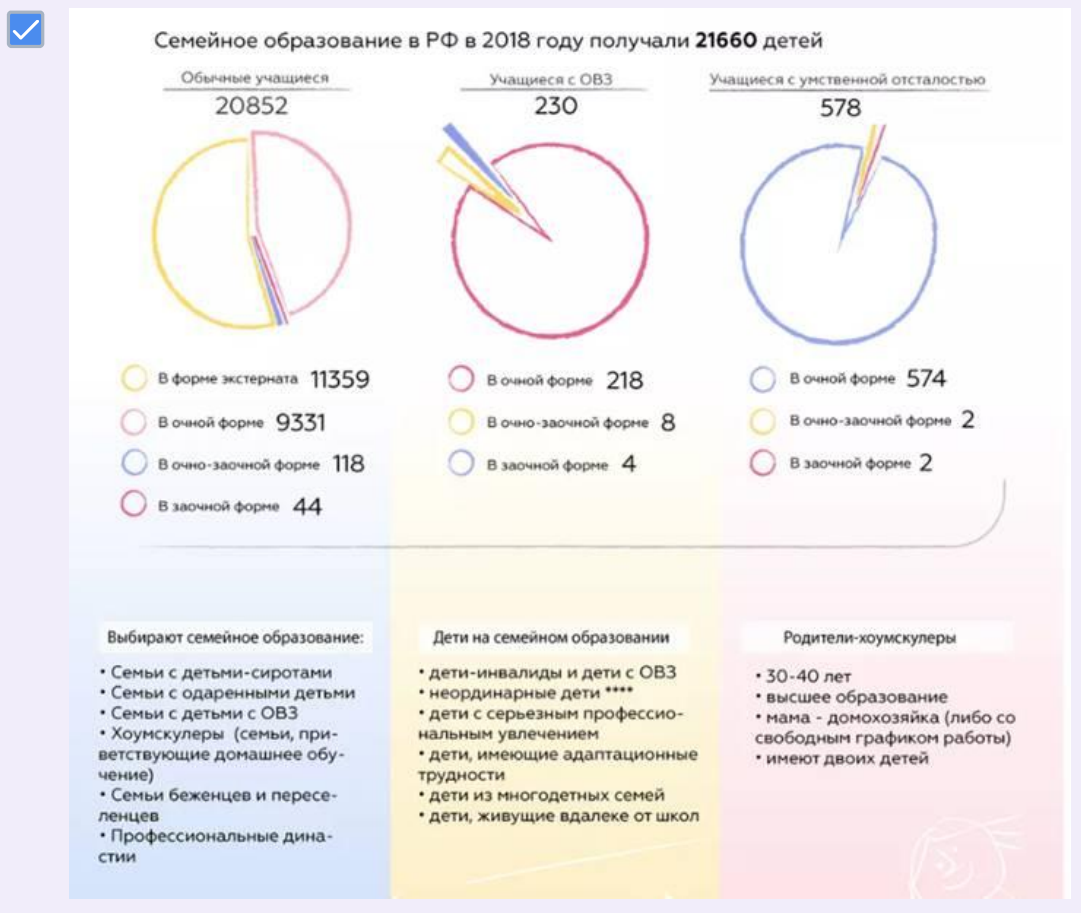 Семейное образование в РФ в 2018 году получали 21660 детей
Обычные учащиеся
20852
Учащиеся с ОВЗ
230
Учащиеся с умственной отсталостью
578
В форме экстерната 11359
В очной форме 9331
В очно-заочной форме 118
В заочной форме 44
В очной форме 218
В очно-заочной форме 8
В заочной форме 4
В очной форме 574
В очно-заочной форме 2
В заочной форме 2
Выбирают семейное образование:
• Семьи с детьми-сиротами
• Семьи с одаренными детьми
• Семьи с детьми с ОВЗ
• Хоумскулеры (семьи, при-
ветствующие домашнее обу-
чение)
• Семьи беженцев и пересе-
ленцев
• Профессиональные дина-
стии
Дети на семейном образовании
• дети-инвалиды и дети с ОВЗ
• неординарные дети ****
• дети с серьезным профессио-
нальным увлечением
• дети, имеющие адаптационные
трудности
• дети из многодетных семей
• дети, живущие вдалеке от школ
Родители-хоумскулеры
• 30-40 лет
• высшее образование
• мама - домохозяйка (либо со
свободным графиком работы)
• имеют двоих детей